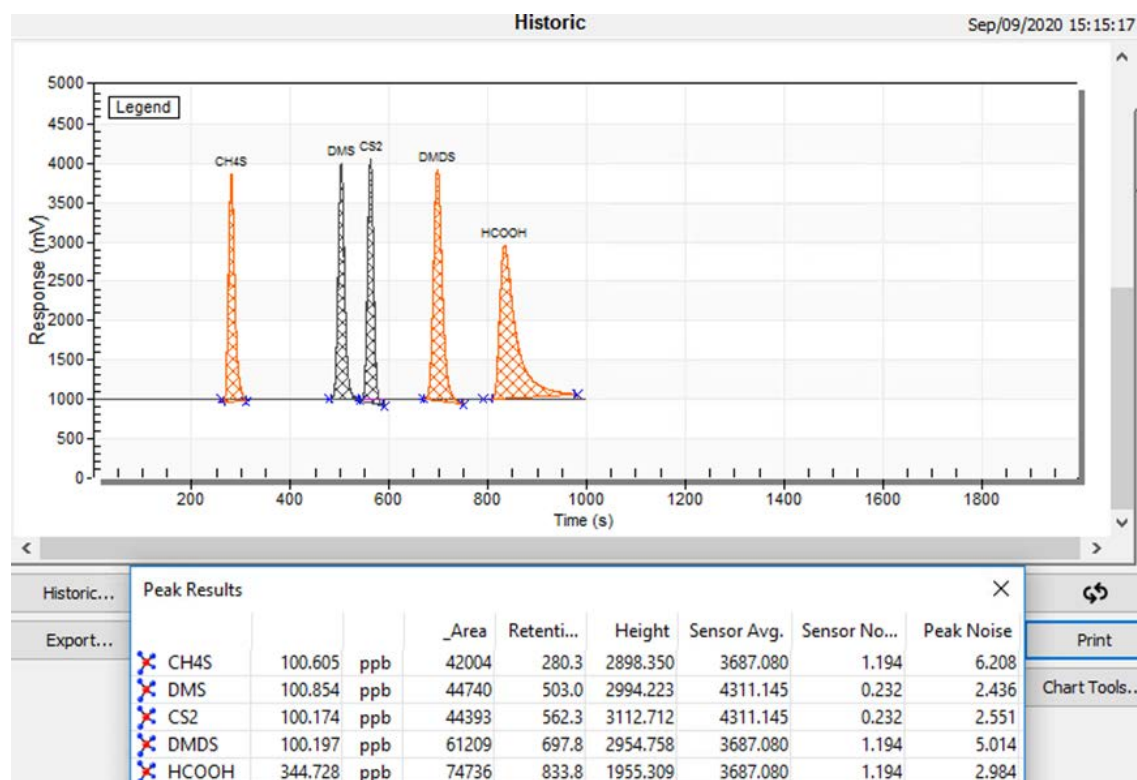 Historic
Sep/09/2020 15:15:17
Legend
5000
4500
4000
3500
3000
2500
2000
1500
1000
500
0
Response (mV)
CH4S
DMS
CS2
DMDS
HCOOH
200 400 600 800 1000 1200 1400 1600 1800
Time (s)
Historic...
Export...
Peak Results
_Area Retenti... Height Sensor Avg. Sensor No... Peak Noise
CH4S 100.605 ppb 42004 280.3 2898.350 3687.080 1.194 6.208
DMS 100.854 ppb 44740 503.0 2994.223 4311.145 0.232 2.436
CS2 100.174 ppb 44393 562.3 3112.712 4311.145 0.232 2.551
DMDS 100.197 ppb 61209 697.8 2954.758 3687.080 1.194 5.014
HCOOH 344.728 ppb 74736 833.8 1955.309 3687.080 1.194 2.984
Print
Chart Tools..